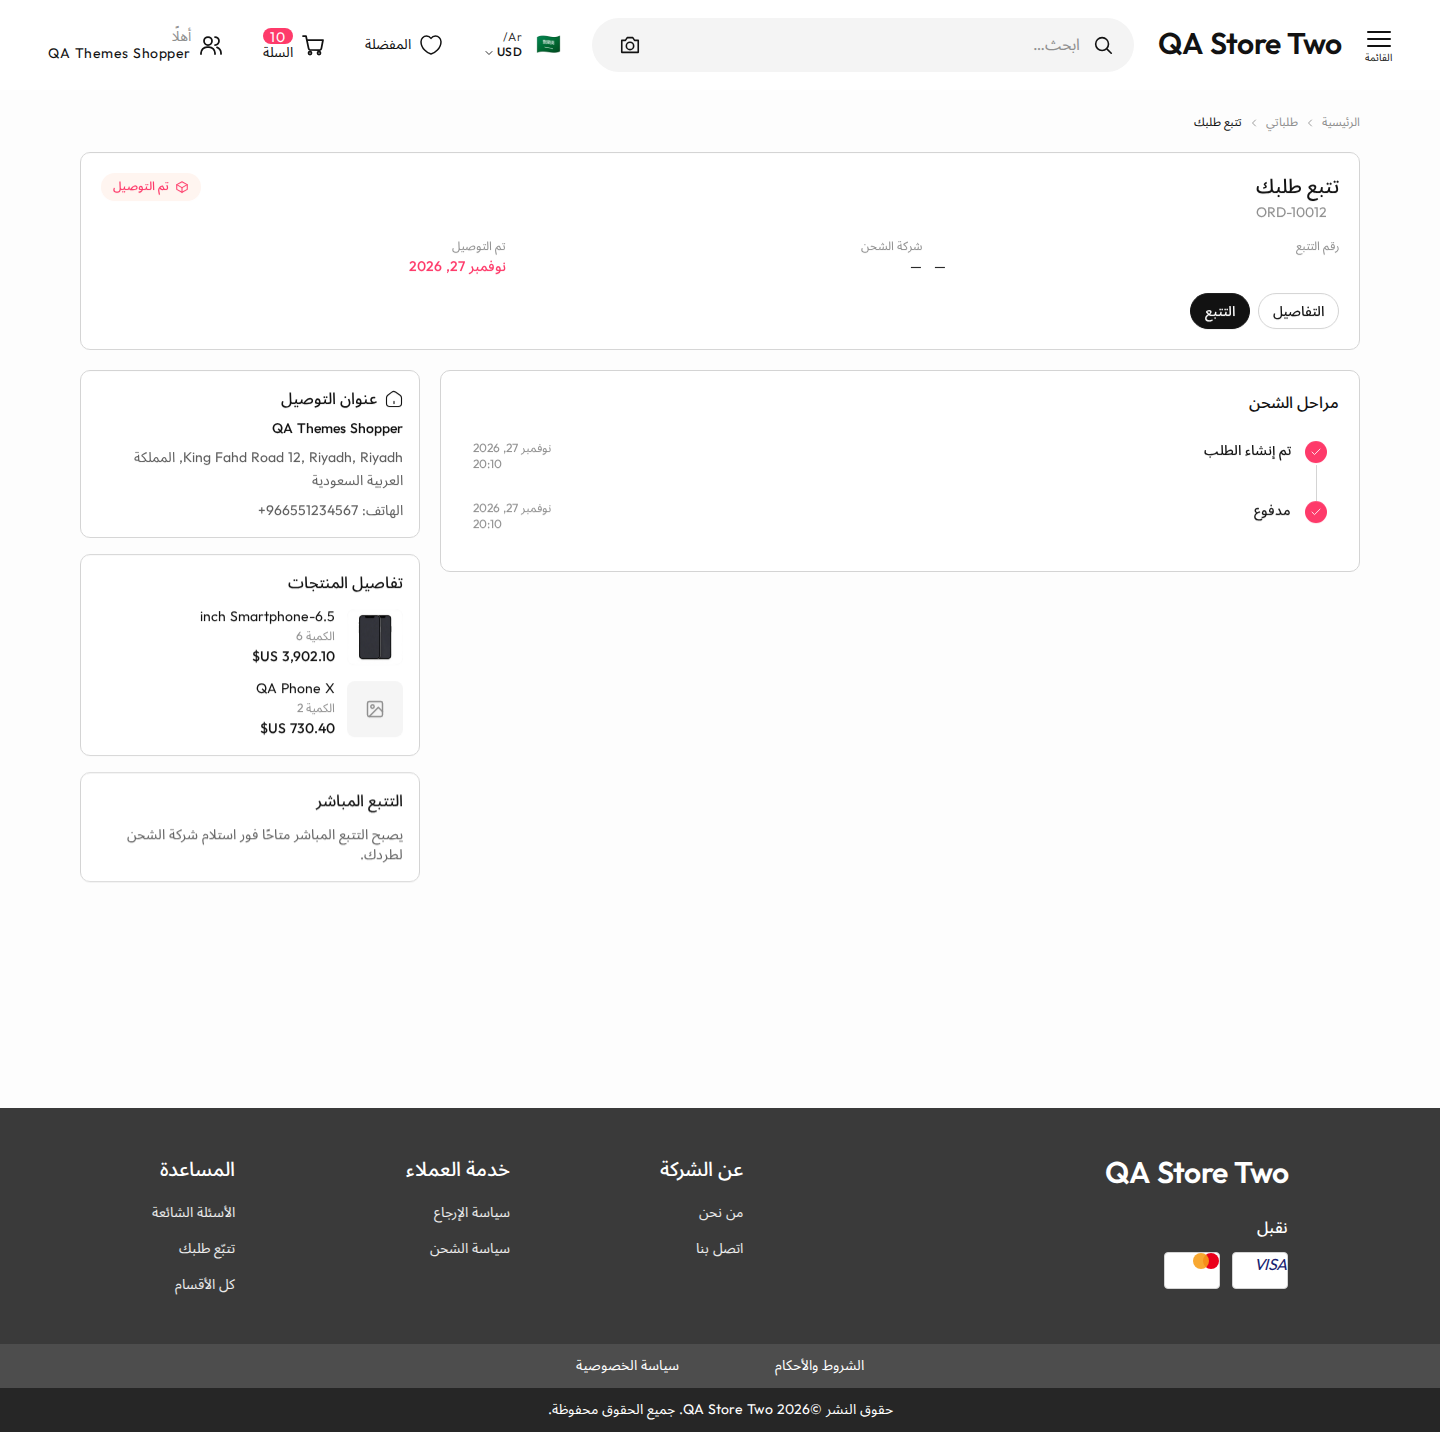 القائمة
QA Store Two
ابحث...
Ar/
USD
المفضلة
10
السلة
أهلًا
QA Themes Shopper
الرئيسية
طلباتي
تتبع طلبك
تتبع طلبك
ORD-10012
تم التوصيل
رقم التتبع
شركة الشحن
تم التوصيل
—
—
نوفمبر 27, 2026
التفاصيل
التتبع
مراحل الشحن
تم إنشاء الطلب
نوفمبر 27, 2026
20:10
مدفوع
نوفمبر 27, 2026
20:10
عنوان التوصيل
QA Themes Shopper
King Fahd Road 12, Riyadh, Riyadh, المملكة
العربية السعودية
الهاتف: 966551234567+
تفاصيل المنتجات
6.5-inch Smartphone
الكمية 6
3,902.10 US$
QA Phone X
الكمية 2
730.40 US$
التتبع المباشر
يصبح التتبع المباشر متاحًا فور استلام شركة الشحن
لطردك.
QA Store Two
نقبل
VISA
عن الشركة
من نحن
اتصل بنا
خدمة العملاء
سياسة الإرجاع
سياسة الشحن
المساعدة
الأسئلة الشائعة
تتبّع طلبك
كل الأقسام
الشروط والأحكام
سياسة الخصوصية
حقوق النشر ©2026 QA Store Two. جميع الحقوق محفوظة.